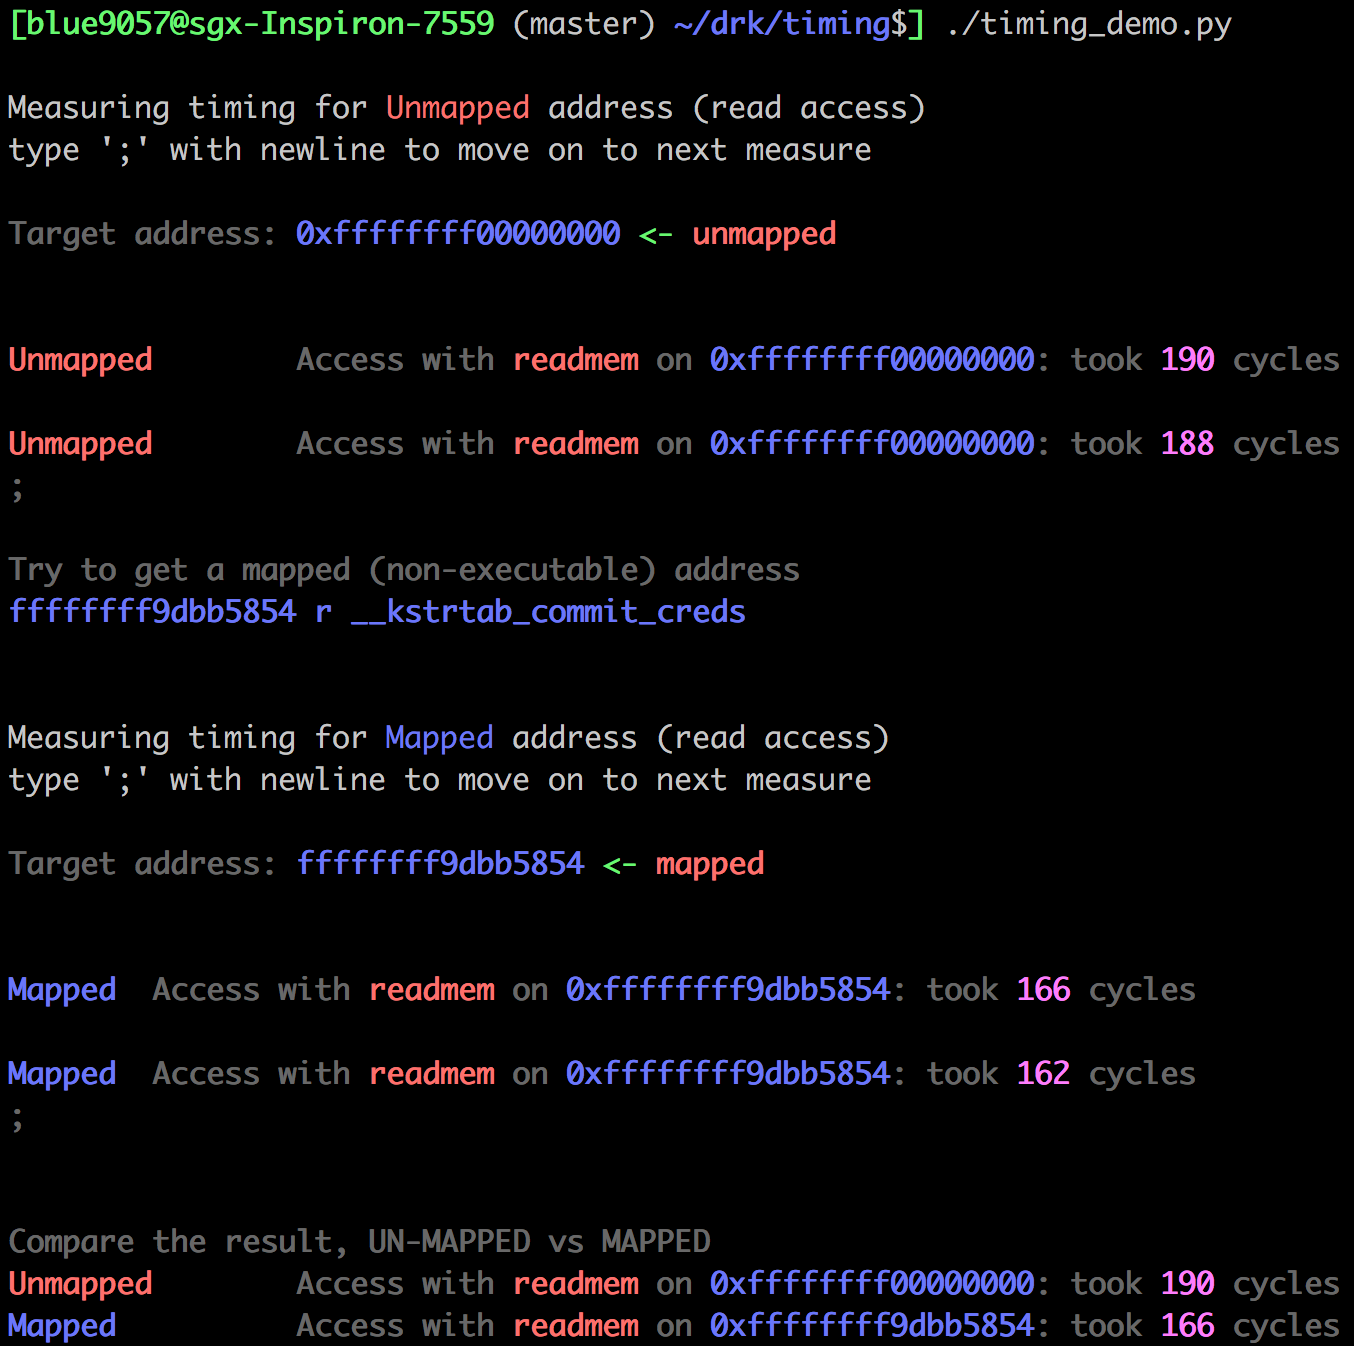 [blue9057@sgx-Inspiron-7559 (master) ~/drk/timing$] ./timing_demo.py
Measuring timing for Unmapped address (read access)
type ';' with newline to move on to next measure
Target address: 0xffffffff00000000 <- unmapped
Unmapped Access with readmem on 0xffffffff00000000: took 190 cycles
Unmapped Access with readmem on 0xffffffff00000000: took 188 cycles
;
Try to get a mapped (non-executable) address
ffffffff9dbb5854 r __kstrtab_commit_creds
Measuring timing for Mapped address (read access)
type ';' with newline to move on to next measure
Target address: ffffffff9dbb5854 <- mapped
Mapped Access with readmem on 0xffffffff9dbb5854: took 166 cycles
Mapped Access with readmem on 0xffffffff9dbb5854: took 162 cycles
;
Compare the result, UN-MAPPED vs MAPPED
Unmapped Access with readmem on 0xffffffff00000000: took 190 cycles
Mapped Access with readmem on 0xffffffff9dbb5854: took 166 cycles